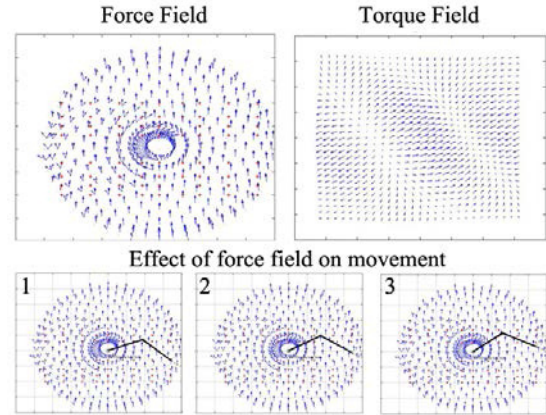 Force Field
Torque Field
Effect of force field on movement
1
2
3